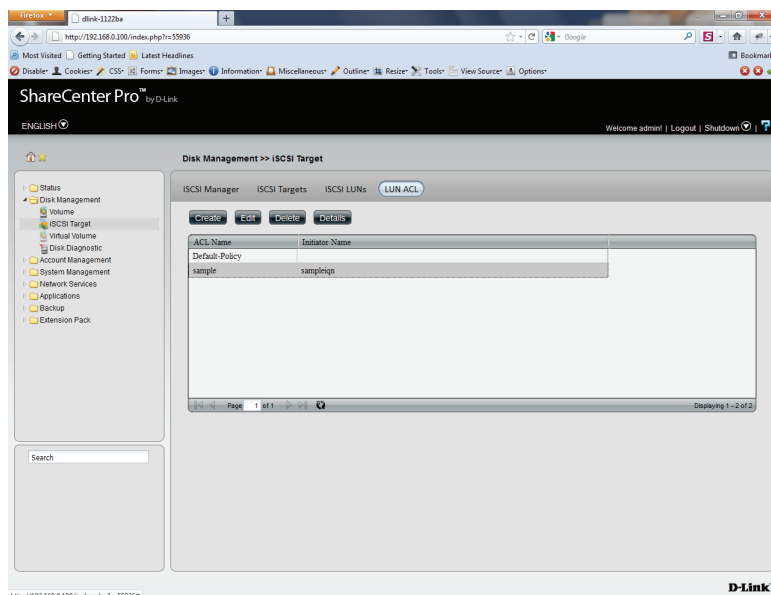 Firefox
dlink-1122ba
http://192.168.0.100/index.php?r=55936
Google
Most Visited Getting Started Latest Headlines
Bookmar
Disable Cookies CSS Forms Images Information Miscellaneous Outline Resize Tools View Source Options
ShareCenter Pro™ by D-Link
ENGLISH
Welcome admin! | Logout | Shutdown | ?
Disk Management >> iSCSI Target
Status
Disk Management
Volume
iSCSI Target
Virtual Volume
Disk Diagnostic
Account Management
System Management
Network Services
Applications
Backup
Extension Pack
Search
iSCSI Manager iSCSI Targets iSCSI LUNs LUN ACL
Create Edit Delete Details
ACL Name Initiator Name
Default-Policy
sample sampleiqn
Page 1 of 1
Displaying 1 - 2 of 2
D-Link